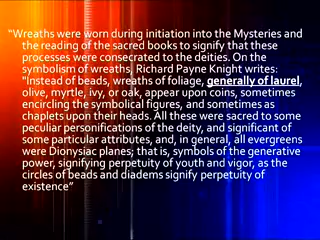 “Wreaths were worn during initiation into the Mysteries and
the reading of the sacred books to signify that these
processes were consecrated to the deities. On the
symbolism of wreaths, Richard Payne Knight writes:
"Instead of beads, wreaths of foliage, generally of laurel,
olive, myrtle, ivy, or oak, appear upon coins, sometimes
encircling the symbolical figures, and sometimes as
chaplets upon their heads. All these were sacred to some
peculiar personifications of the deity, and significant of
some particular attributes, and, in general, all evergreens
were Dionysiac planes; that is, symbols of the generative
power, signifying perpetuity of youth and vigor, as the
circles of beads and diadems signify perpetuity of
existence”